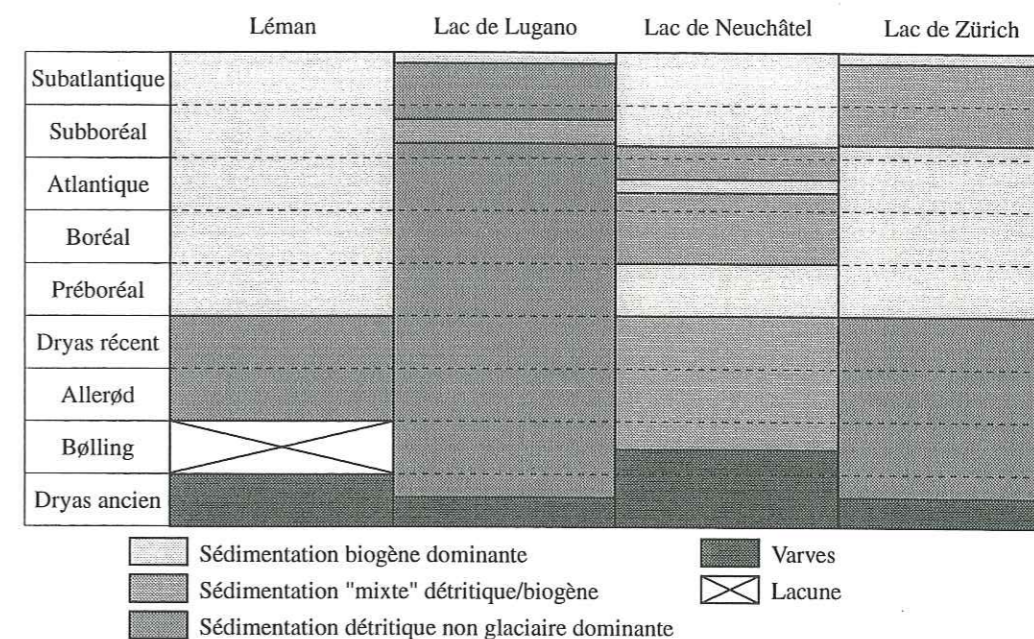 Léman Lac de Lugano Lac de Neuchâtel Lac de Zürich
Subatlantique
Subboréal
Atlantique
Boréal
Préboréal
Dryas récent
Allerød
Bølling
Dryas ancien
Sédimentation biogène dominante
Sédimentation "mixte" détritique/biogène
Sédimentation détritique non glaciaire dominante
Varves
Lacune